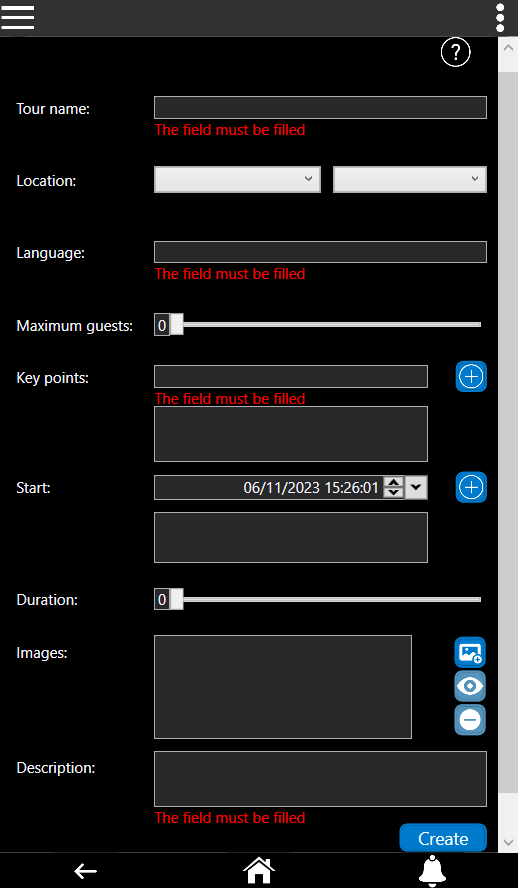 ?
Tour name:
The field must be filled
Location:
Language:
The field must be filled
Maximum guests: 0
Key points:
The field must be filled
Start: 06/11/2023 15:26:01
Duration: 0
Images:
Description:
The field must be filled
Create